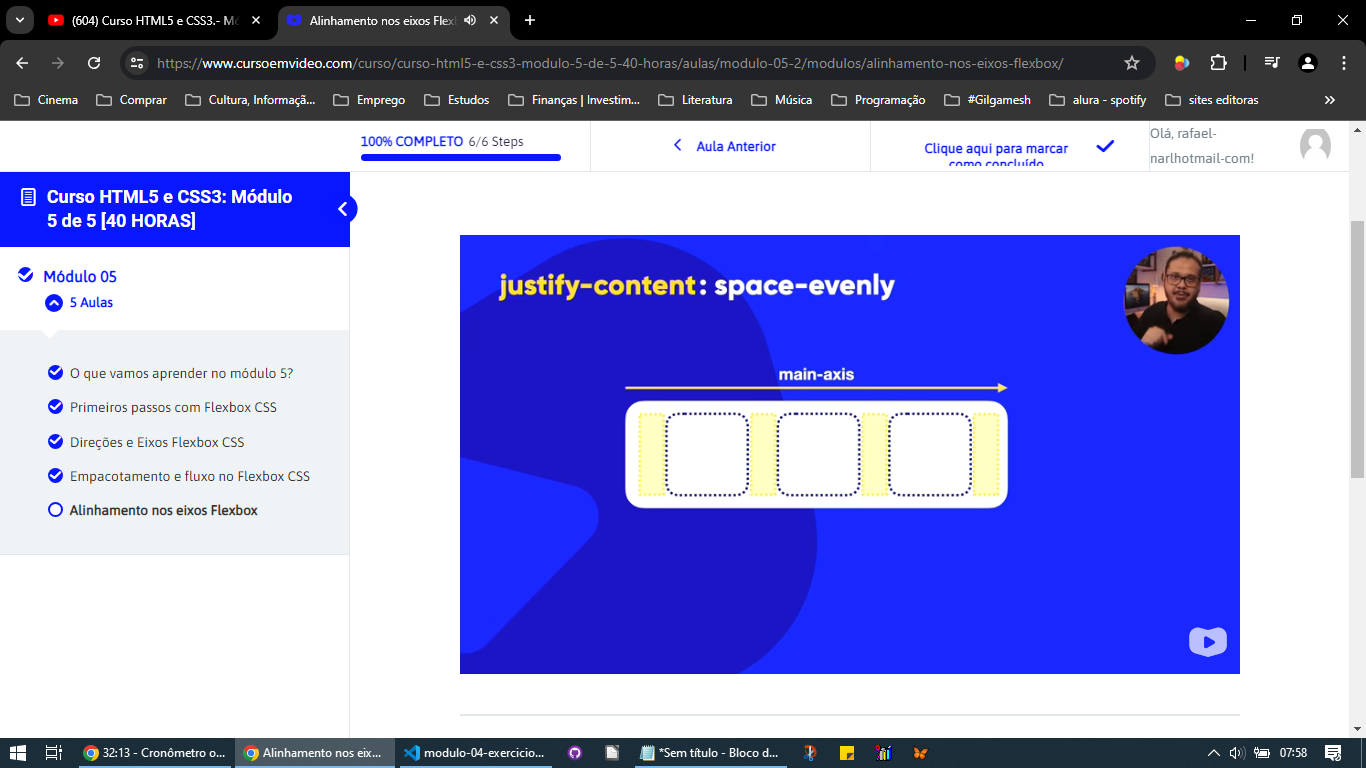 (604) Curso HTML5 e CSS3.- Mó
Alinhamento nos eixos Flexb
https://www.cursoemvideo.com/curso/curso-html5-e-css3-modulo-5-de-5-40-horas/aulas/modulo-05-2/modulos/alinhamento-nos-eixos-flexbox/
Cinema
Comprar
Cultura, Informaçã...
Emprego
Estudos
Finanças | Investim...
Literatura
Música
Programação
#Gilgamesh
alura - spotify
sites editoras
100% COMPLETO 6/6 Steps
Aula Anterior
Clique aqui para marcar
como concluído
Olá, rafael-
narlhotmail-com!
Curso HTML5 e CSS3: Módulo
5 de 5 [40 HORAS]
Módulo 05
5 Aulas
O que vamos aprender no módulo 5?
Primeiros passos com Flexbox CSS
Direções e Eixos Flexbox CSS
Empacotamento e fluxo no Flexbox CSS
Alinhamento nos eixos Flexbox
justify-content: space-evenly
main-axis
32:13 - Cronômetro o...
Alinhamento nos eix...
modulo-04-exercicio...
*Sem título - Bloco d...
07:58